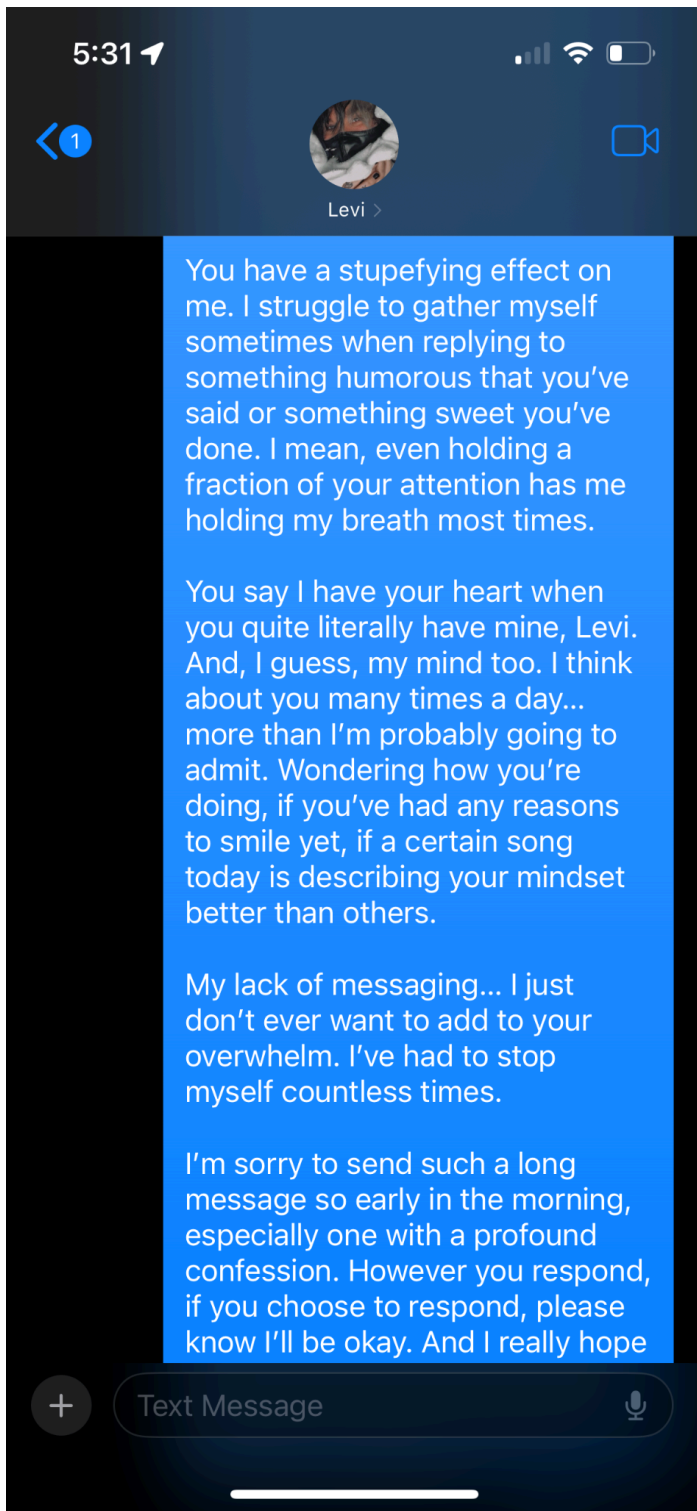 5:31
1
Levi
You have a stupefying effect on
me. I struggle to gather myself
sometimes when replying to
something humorous that you’ve
said or something sweet you’ve
done. I mean, even holding a
fraction of your attention has me
holding my breath most times.
You say I have your heart when
you quite literally have mine, Levi.
And, I guess, my mind too. I think
about you many times a day...
more than I’m probably going to
admit. Wondering how you’re
doing, if you’ve had any reasons
to smile yet, if a certain song
today is describing your mindset
better than others.
My lack of messaging... I just
don’t ever want to add to your
overwhelm. I’ve had to stop
myself countless times.
I’m sorry to send such a long
message so early in the morning,
especially one with a profound
confession. However you respond,
if you choose to respond, please
know I’ll be okay. And I really hope
Text Message